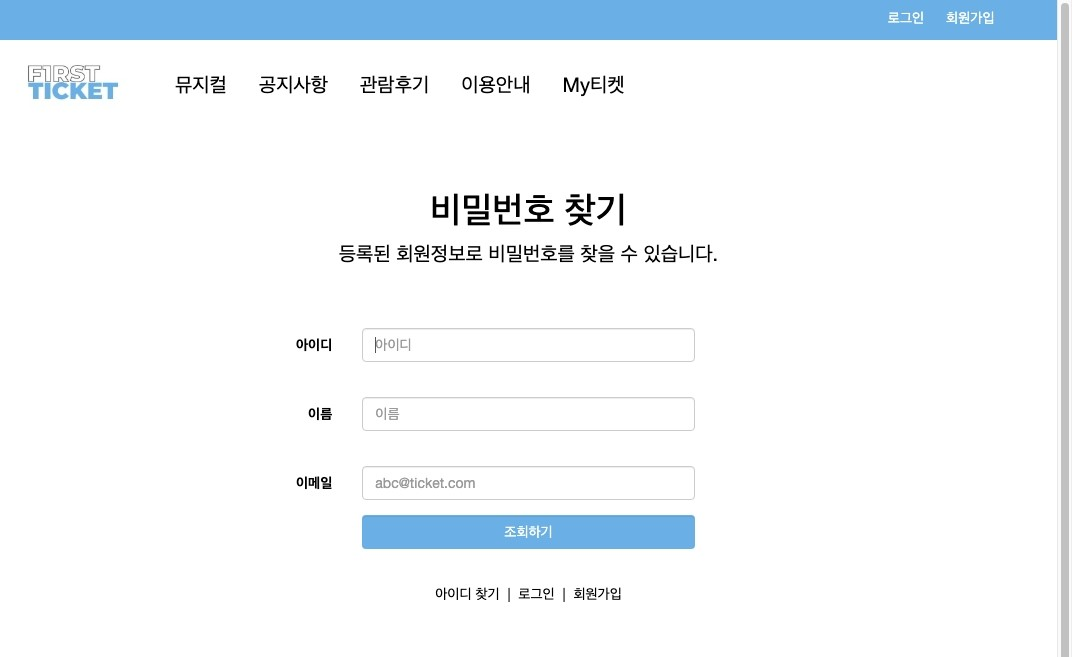 로그인 회원가입
F1RST
TICKET
뮤지컬 공지사항 관람후기 이용안내 My티켓
비밀번호 찾기
등록된 회원정보로 비밀번호를 찾을 수 있습니다.
아이디 아이디
이름 이름
이메일 abc@ticket.com
조회하기
아이디 찾기 | 로그인 | 회원가입